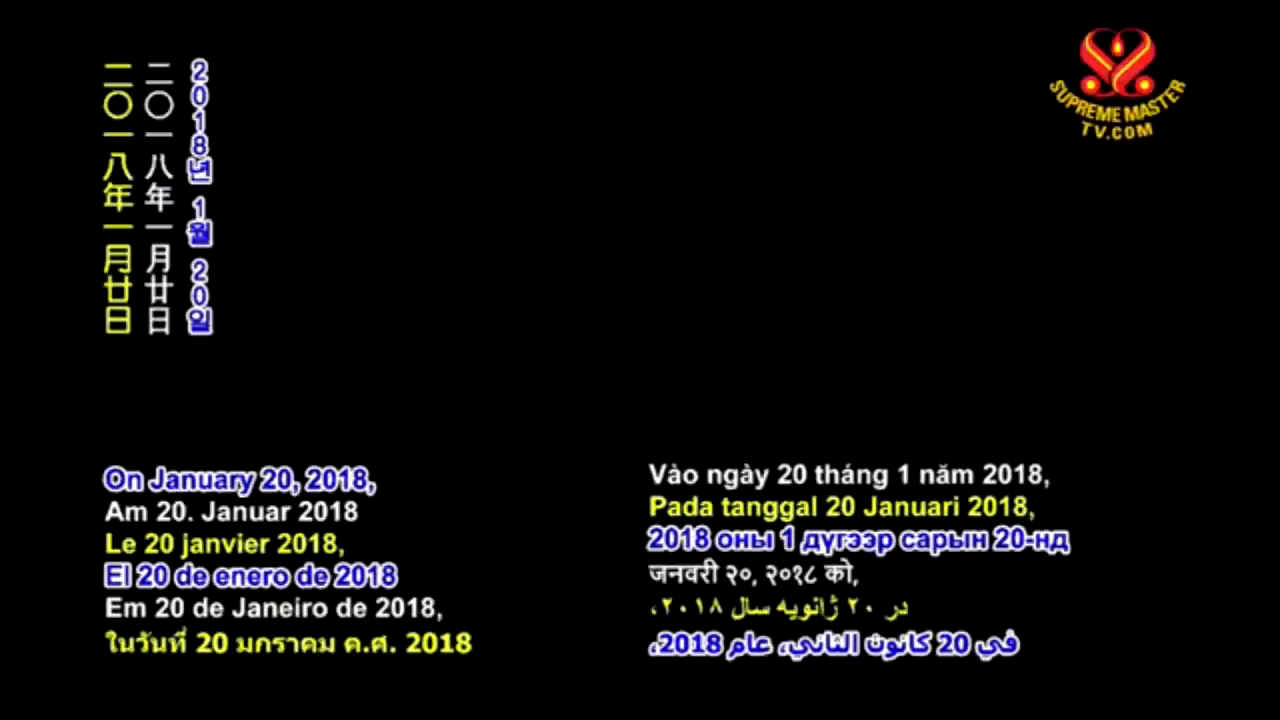 二〇一八年一月廿日
二〇一八年一月廿日
2018년 1월 20일
SUPREME MASTER
TV.COM
On January 20, 2018,
Am 20. Januar 2018
Le 20 janvier 2018,
El 20 de enero de 2018
Em 20 de Janeiro de 2018,
ในวันที่ 20 มกราคม ค.ศ. 2018
Vào ngày 20 tháng 1 năm 2018,
Pada tanggal 20 Januari 2018,
2018 оны 1 дүгээр сарын 20-нд
जनवरी २०, २०१८ को,
در ۲۰ ژانویه سال ۲۰۱۸،
في 20 كانون الثاني، عام 2018،